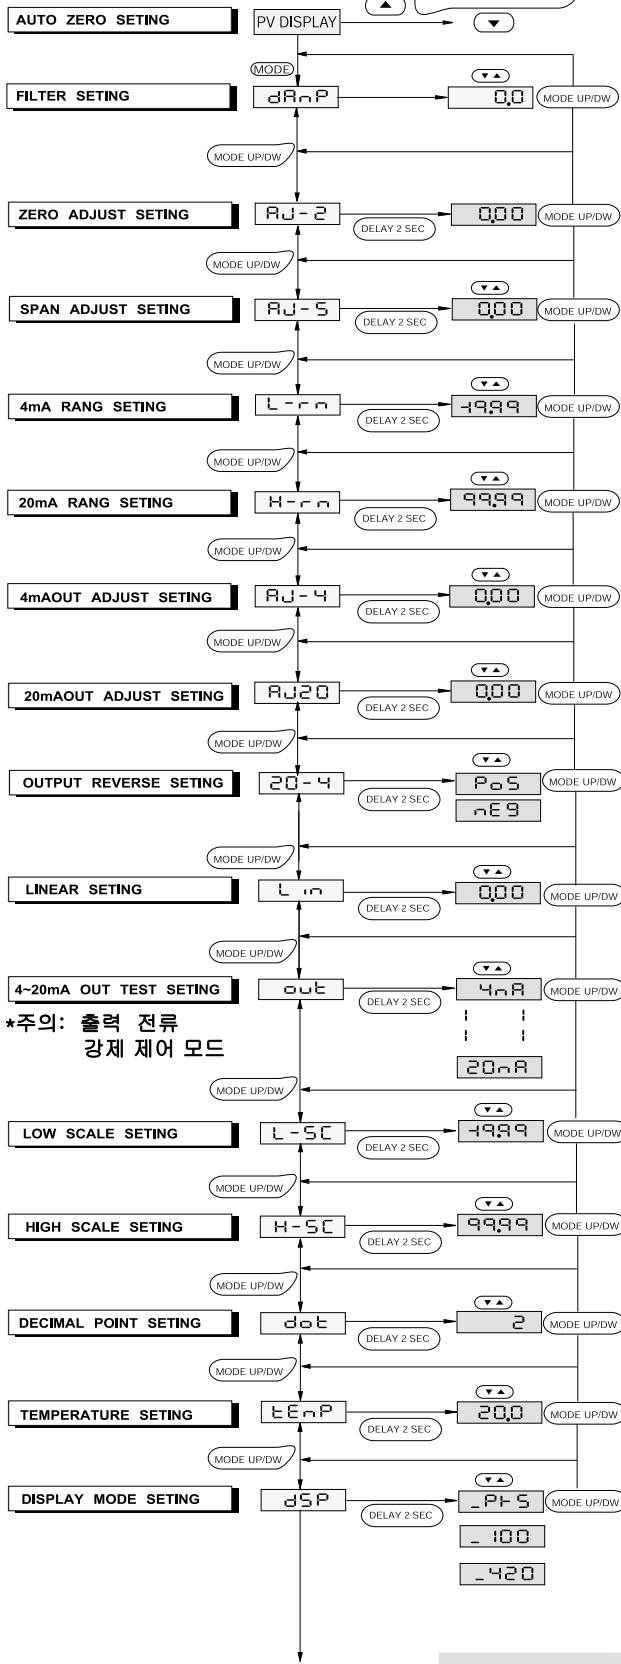 AUTO ZERO SETING PV DISPLAY ▲ ▼
MODE
▼ ▲
FILTER SETING dAnP 0.0 MODE UP/DW
MODE UP/DW
ZERO ADJUST SETING AJ-2 DELAY 2 SEC 0.00 MODE UP/DW
MODE UP/DW
▼ ▲
SPAN ADJUST SETING AJ-S DELAY 2 SEC 0.00 MODE UP/DW
MODE UP/DW
▼ ▲
4mA RANG SETING L-rn DELAY 2 SEC -19.99 MODE UP/DW
MODE UP/DW
▼ ▲
20mA RANG SETING H-rn DELAY 2 SEC 99.99 MODE UP/DW
MODE UP/DW
▼ ▲
4mAOUT ADJUST SETING AJ-4 DELAY 2 SEC 0.00 MODE UP/DW
MODE UP/DW
▼ ▲
20mAOUT ADJUST SETING AJ20 DELAY 2 SEC 0.00 MODE UP/DW
MODE UP/DW
▼ ▲
OUTPUT REVERSE SETING 20-4 DELAY 2 SEC PoS MODE UP/DW
nEg
MODE UP/DW
▼ ▲
LINEAR SETING Lin DELAY 2 SEC 0.00 MODE UP/DW
MODE UP/DW
▼ ▲
4~20mA OUT TEST SETING out DELAY 2 SEC 4nA MODE UP/DW
*주의: 출력 전류
강제 제어 모드
20nA
MODE UP/DW
▼ ▲
LOW SCALE SETING L-SC DELAY 2 SEC -19.99 MODE UP/DW
MODE UP/DW
▼ ▲
HIGH SCALE SETING H-SC DELAY 2 SEC 99.99 MODE UP/DW
MODE UP/DW
▼ ▲
DECIMAL POINT SETING dot DELAY 2 SEC 2 MODE UP/DW
MODE UP/DW
▼ ▲
TEMPERATURE SETING tEnP DELAY 2 SEC 20.0 MODE UP/DW
MODE UP/DW
▼ ▲
DISPLAY MODE SETING dSP DELAY 2 SEC MODE UP/DW
_100
_420